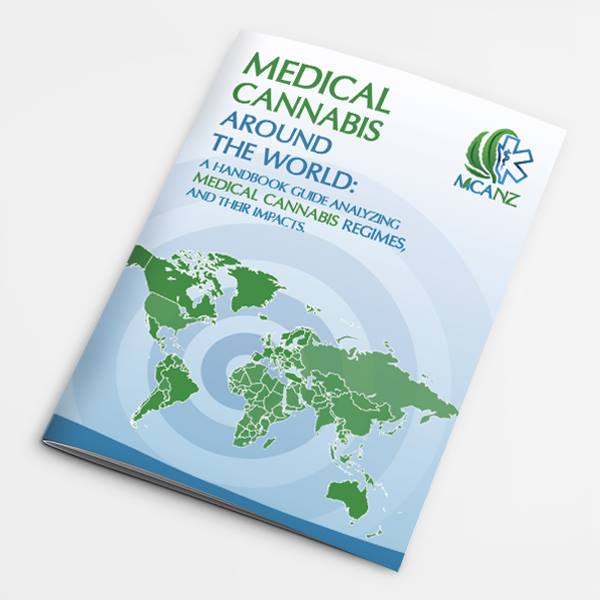 MEDICAL
CANNABIS
AROUND
THE WORLD:
A HANDBOOK GUIDE ANALYZING
MEDICAL CANNABIS REGIMES,
AND THEIR IMPACTS.
MCANZ